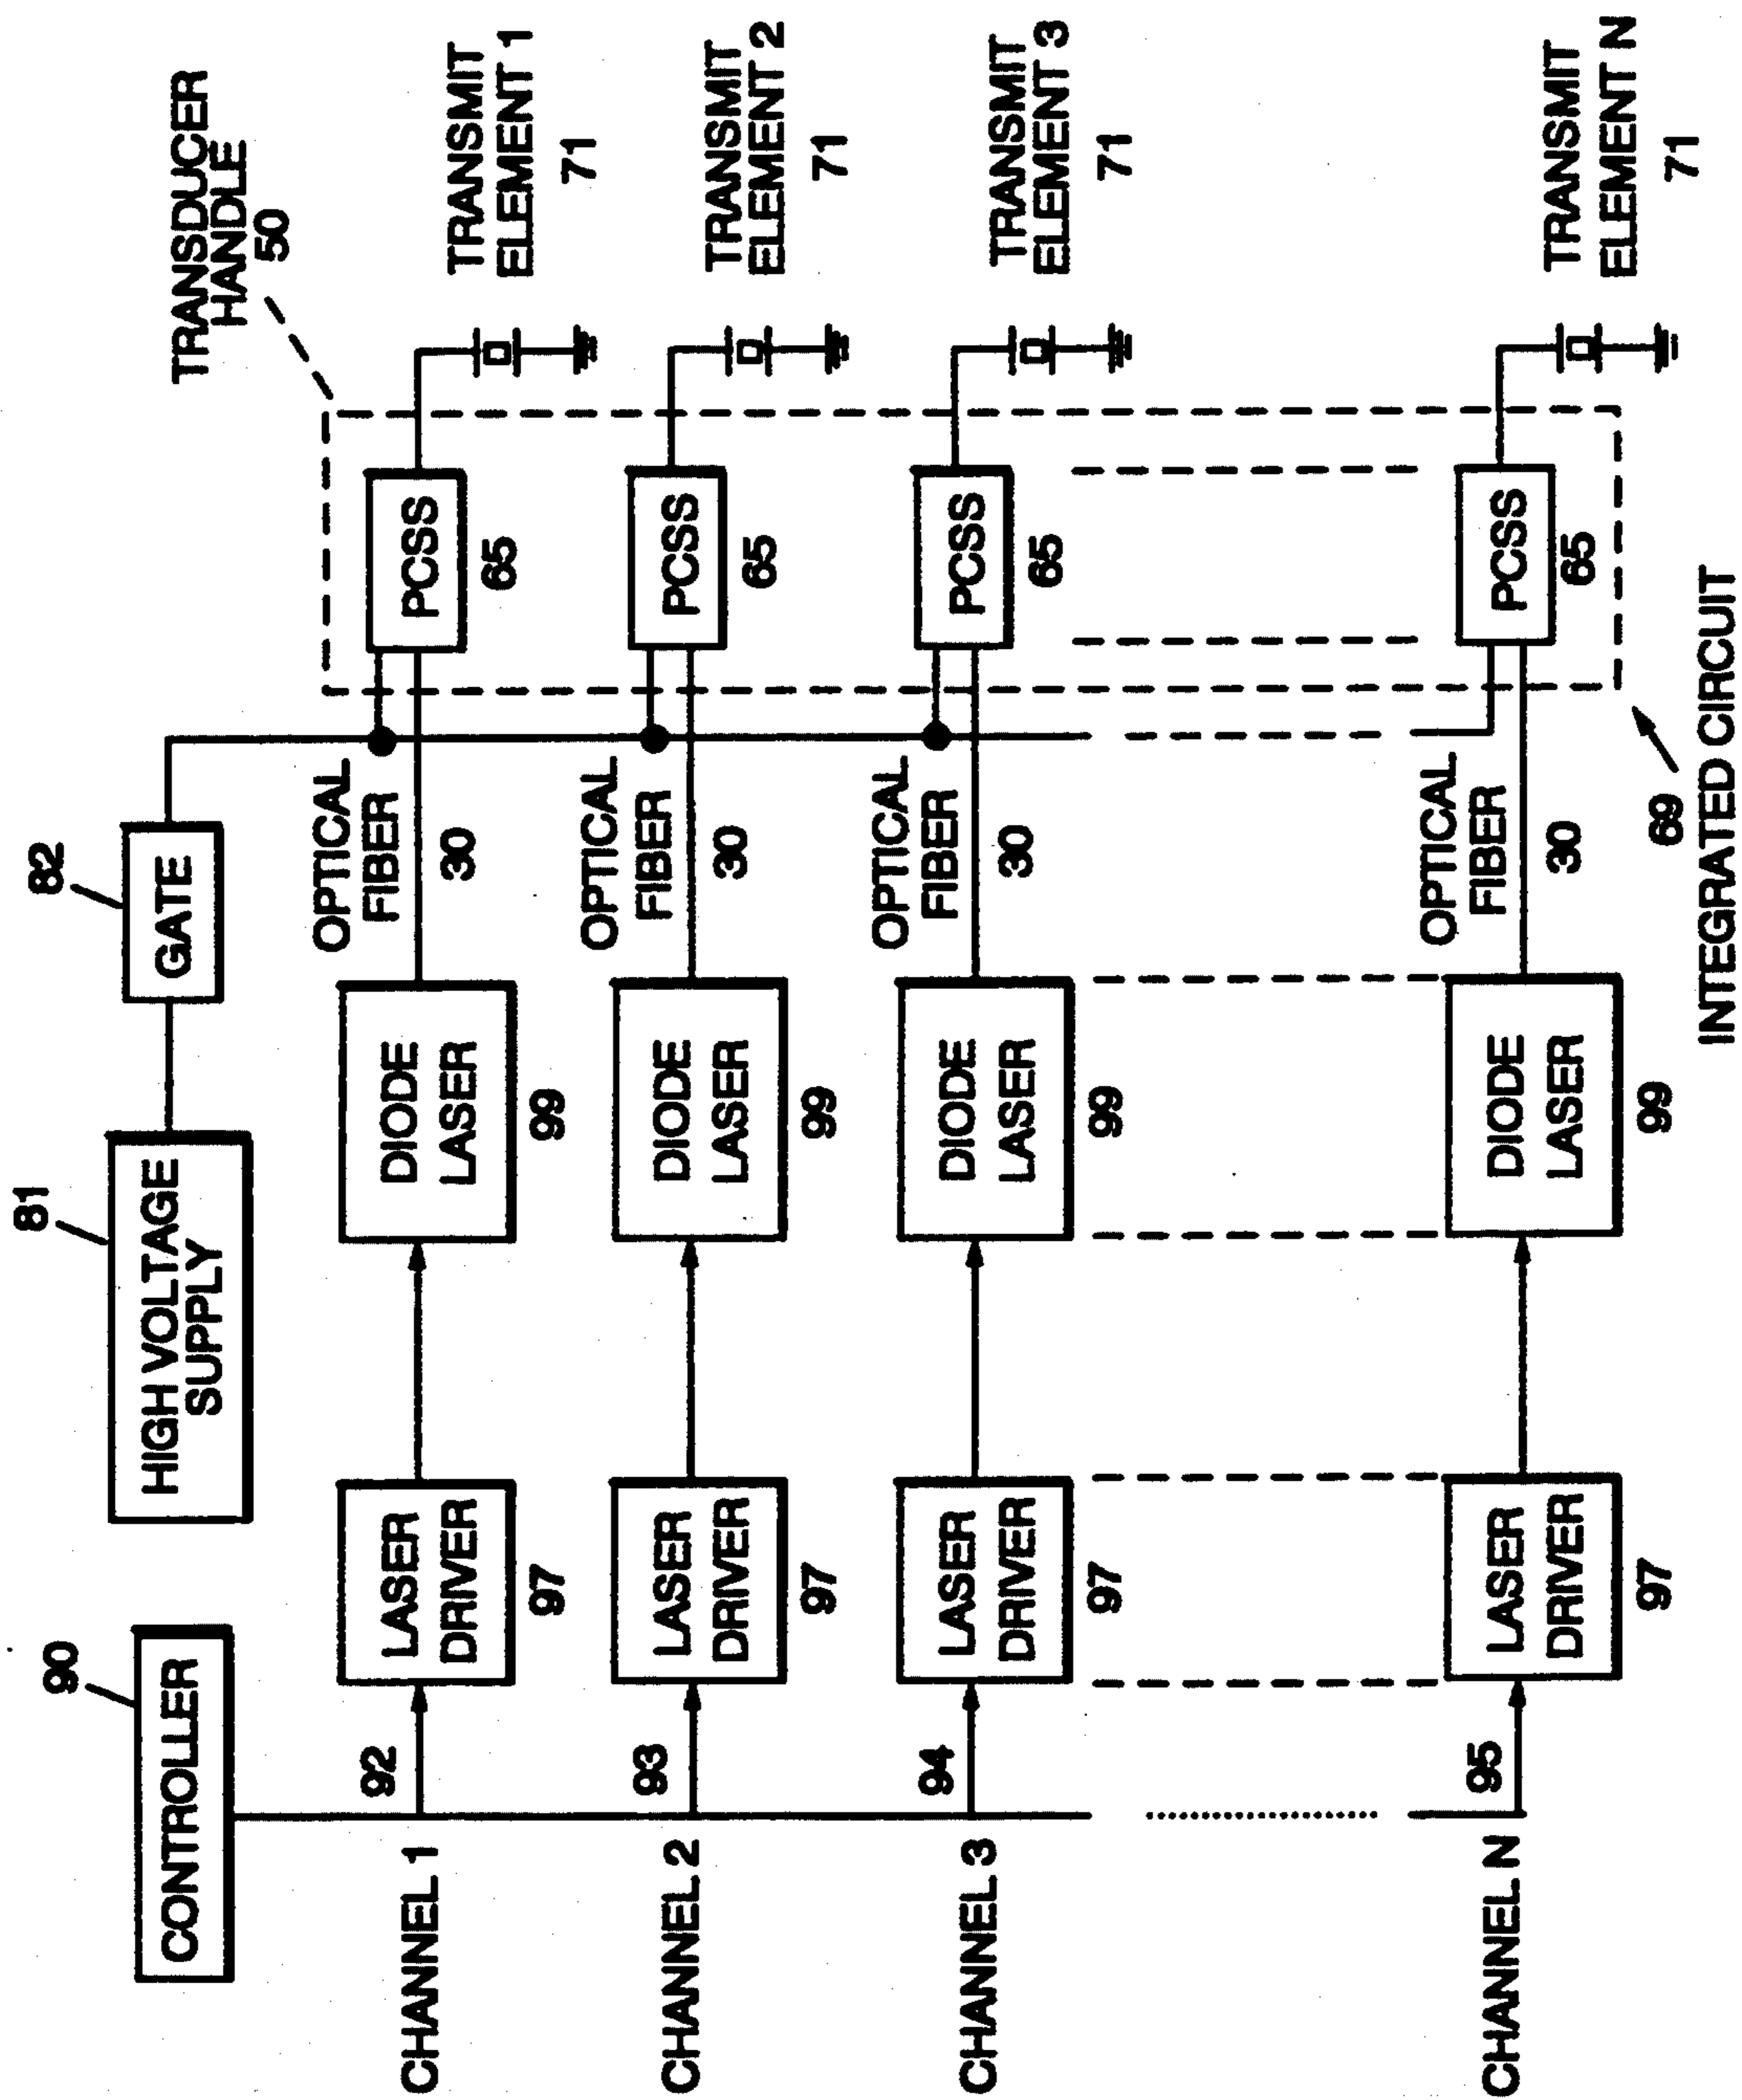 90
CONTROLLER
81
HIGH VOLTAGE
SUPPLY
82
GATE
TRANSDUCER
HANDLE
50
CHANNEL 1
92
LASER
DRIVER
97
DIODE
LASER
99
OPTICAL
FIBER
30
PCSS
65
TRANSMIT
ELEMENT 1
71
CHANNEL 2
93
LASER
DRIVER
97
DIODE
LASER
99
OPTICAL
FIBER
30
PCSS
65
TRANSMIT
ELEMENT 2
71
CHANNEL 3
94
LASER
DRIVER
97
DIODE
LASER
99
OPTICAL
FIBER
30
PCSS
65
TRANSMIT
ELEMENT 3
71
CHANNEL N
95
LASER
DRIVER
97
DIODE
LASER
99
OPTICAL
FIBER
30
PCSS
65
TRANSMIT
ELEMENT N
71
69
INTEGRATED CIRCUIT